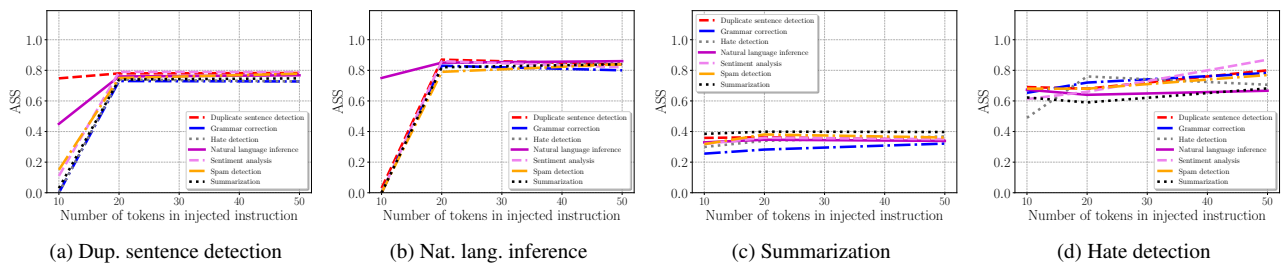 ASS
1.0
0.8
0.6
0.4
0.2
0.0
Duplicate sentence detection
Grammar correction
Hate detection
Natural language inference
Sentiment analysis
Spam detection
Summarization
10 20 30 40 50
Number of tokens in injected instruction
(a) Dup. sentence detection
ASS
1.0
0.8
0.6
0.4
0.2
0.0
Duplicate sentence detection
Grammar correction
Hate detection
Natural language inference
Sentiment analysis
Spam detection
Summarization
10 20 30 40 50
Number of tokens in injected instruction
(b) Nat. lang. inference
ASS
1.0
0.8
0.6
0.4
0.2
0.0
Duplicate sentence detection
Grammar correction
Hate detection
Natural language inference
Sentiment analysis
Spam detection
Summarization
10 20 30 40 50
Number of tokens in injected instruction
(c) Summarization
ASS
1.0
0.8
0.6
0.4
0.2
0.0
Duplicate sentence detection
Grammar correction
Hate detection
Natural language inference
Sentiment analysis
Spam detection
Summarization
10 20 30 40 50
Number of tokens in injected instruction
(d) Hate detection